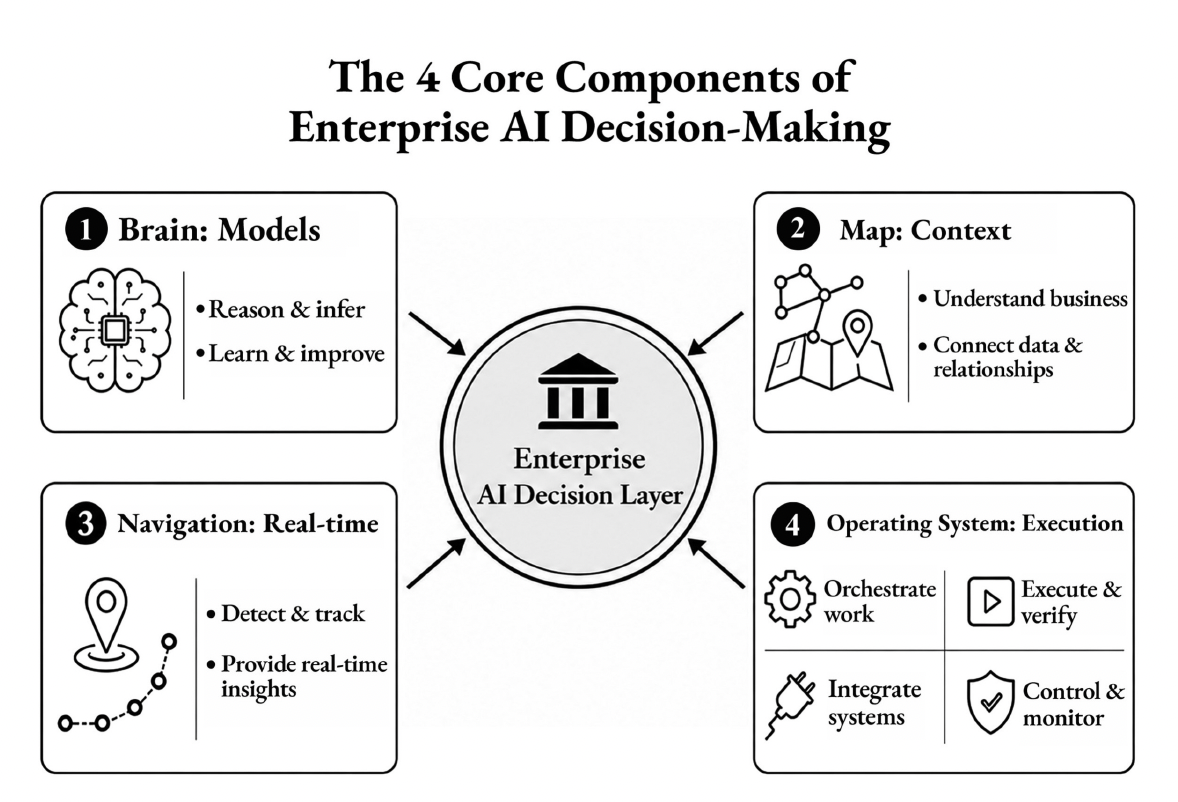 The 4 Core Components of
Enterprise AI Decision-Making
1 Brain: Models
• Reason & infer
• Learn & improve
2 Map: Context
• Understand business
• Connect data &
relationships
Enterprise
AI Decision Layer
3 Navigation: Real-time
• Detect & track
• Provide real-time
insights
4 Operating System: Execution
Orchestrate
work
Execute &
verify
Integrate
systems
Control &
monitor